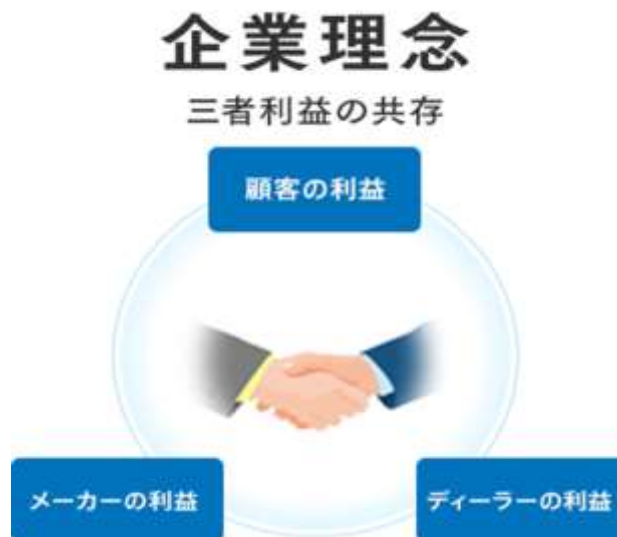 企業理念
三者利益の共存
顧客の利益
メーカーの利益
ディーラーの利益